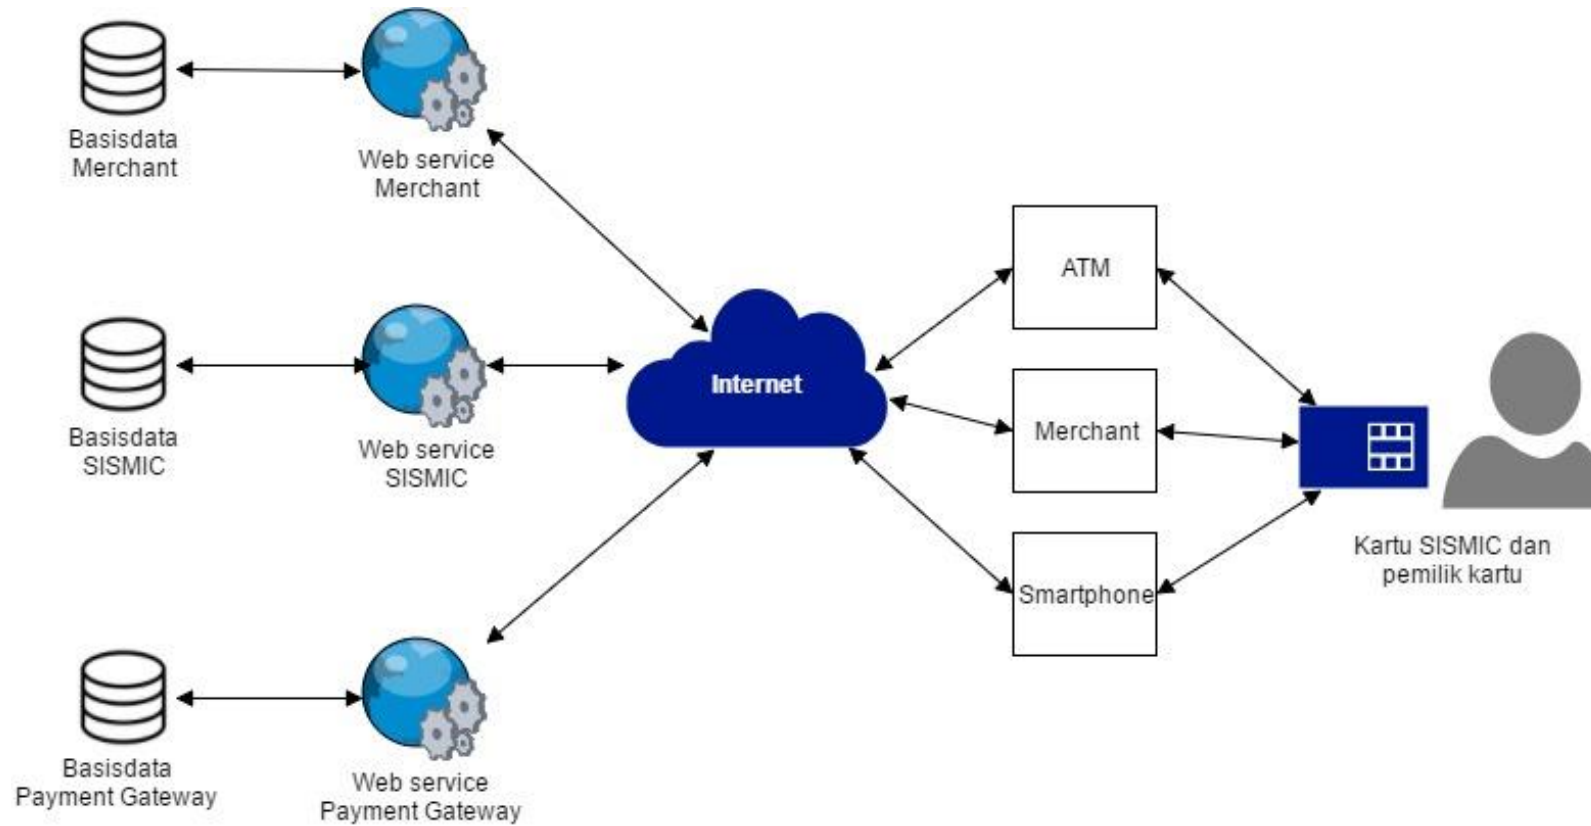 Basisdata
Merchant
Web service
Merchant
ATM
Internet
Merchant
Basisdata
SISMIC
Web service
SISMIC
Smartphone
Kartu SISMIC dan
pemilik kartu
Basisdata
Payment Gateway
Web service
Payment Gateway